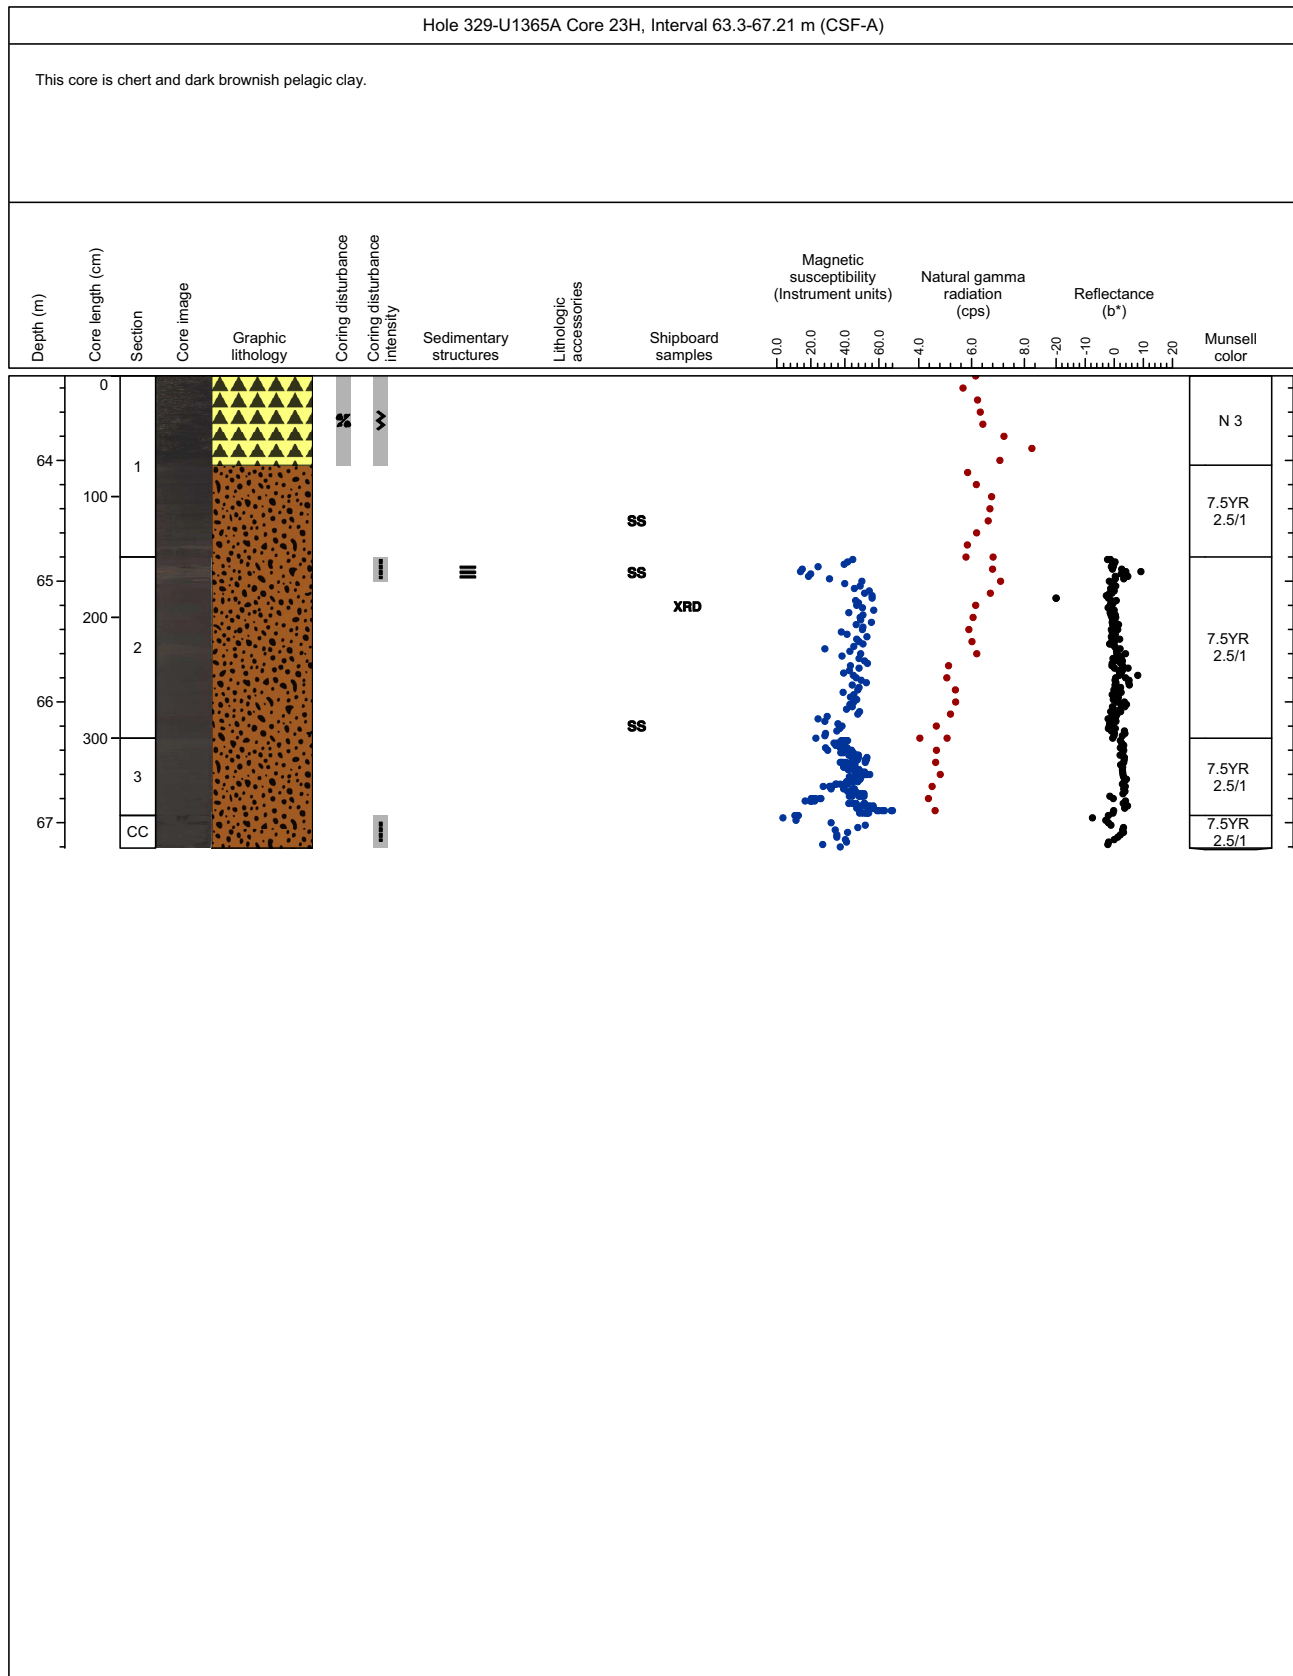 Hole 329-U1365A Core 23H, Interval 63.3-67.21 m (CSF-A)
This core is chert and dark brownish pelagic clay.
Depth (m)
Core length (cm)
Section
Core image
Graphic
lithology
Coring disturbance
Coring disturbance
intensity
Sedimentary
structures
Lithologic
accessories
Shipboard
samples
Magnetic
susceptibility
(Instrument units)
0.0 20.0 40.0 60.0
Natural gamma
radiation
(cps)
4.0 6.0 8.0
Reflectance
(b*)
-20 -10 0 10 20
Munsell
color
0
N 3
64
1
100
7.5YR
2.5/1
SS
SS
65
XRD
200
2
7.5YR
2.5/1
66
SS
300
3
7.5YR
2.5/1
67
CC
7.5YR
2.5/1